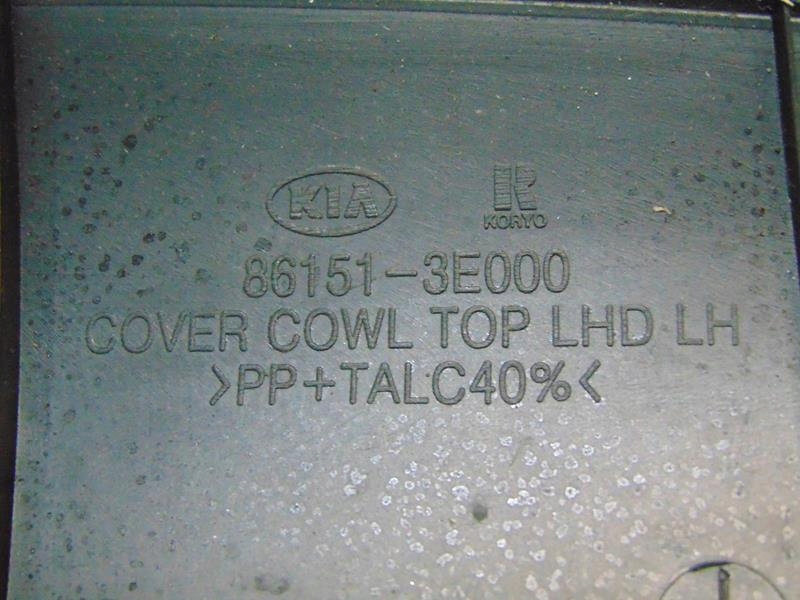 KIA
KORYO
86151-3E000
COVER COWL TOP LHD LH
>PP+TALC40%<